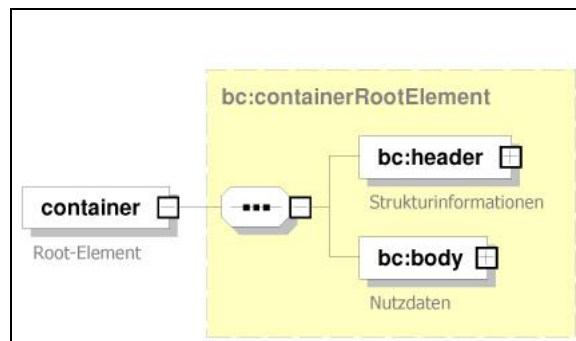 bc:containerRootElement
bc:header
Strukturinformationen
container
Root-Element
bc:body
Nutzdaten